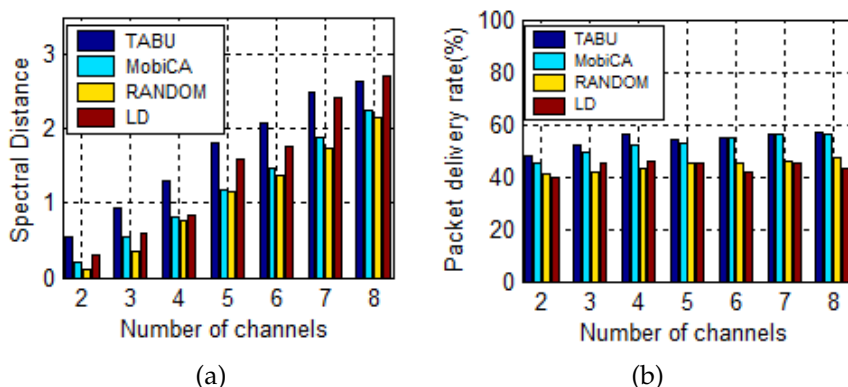 TABU
MobiCA
RANDOM
LD
Spectral Distance
3
2
1
0
2 3 4 5 6 7 8
Number of channels
(a)
TABU
MobiCA
RANDOM
LD
Packet delivery rate(%)
100
80
60
40
20
0
2 3 4 5 6 7 8
Number of channels
(b)